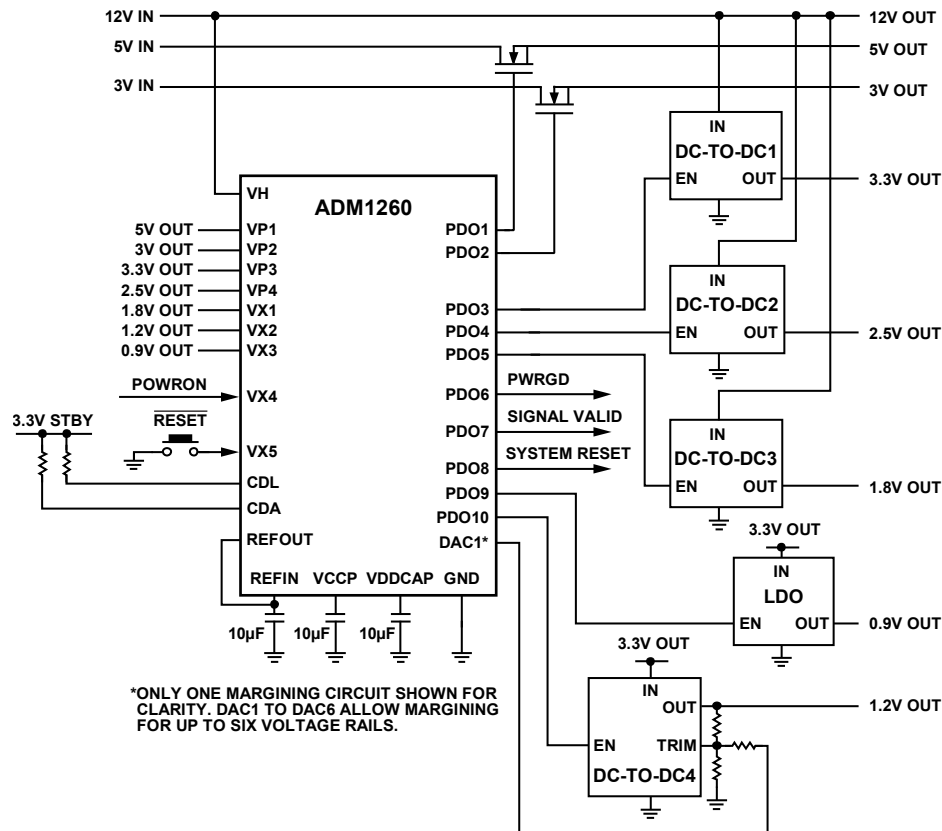 12V IN
12V OUT
5V IN
5V OUT
3V IN
3V OUT
IN
DC-TO-DC1
EN
OUT
3.3V OUT
ADM1260
VH
5V OUT
VP1
3V OUT
VP2
3.3V OUT
VP3
2.5V OUT
VP4
1.8V OUT
VX1
1.2V OUT
VX2
0.9V OUT
VX3
POWRON
VX4
3.3V STBY
RESET
VX5
CDL
CDA
REFOUT
REFIN
VCCP
VDDCAP
GND
10µF
10µF
10µF
PDO1
PDO2
PDO3
PDO4
PDO5
PDO6
PWRGD
PDO7
SIGNAL VALID
PDO8
SYSTEM RESET
PDO9
PDO10
DAC1*
IN
DC-TO-DC2
EN
OUT
2.5V OUT
IN
DC-TO-DC3
EN
OUT
1.8V OUT
3.3V OUT
IN
LDO
EN
OUT
0.9V OUT
3.3V OUT
IN
OUT
1.2V OUT
EN
TRIM
DC-TO-DC4
*ONLY ONE MARGINING CIRCUIT SHOWN FOR
CLARITY. DAC1 TO DAC6 ALLOW MARGINING
FOR UP TO SIX VOLTAGE RAILS.